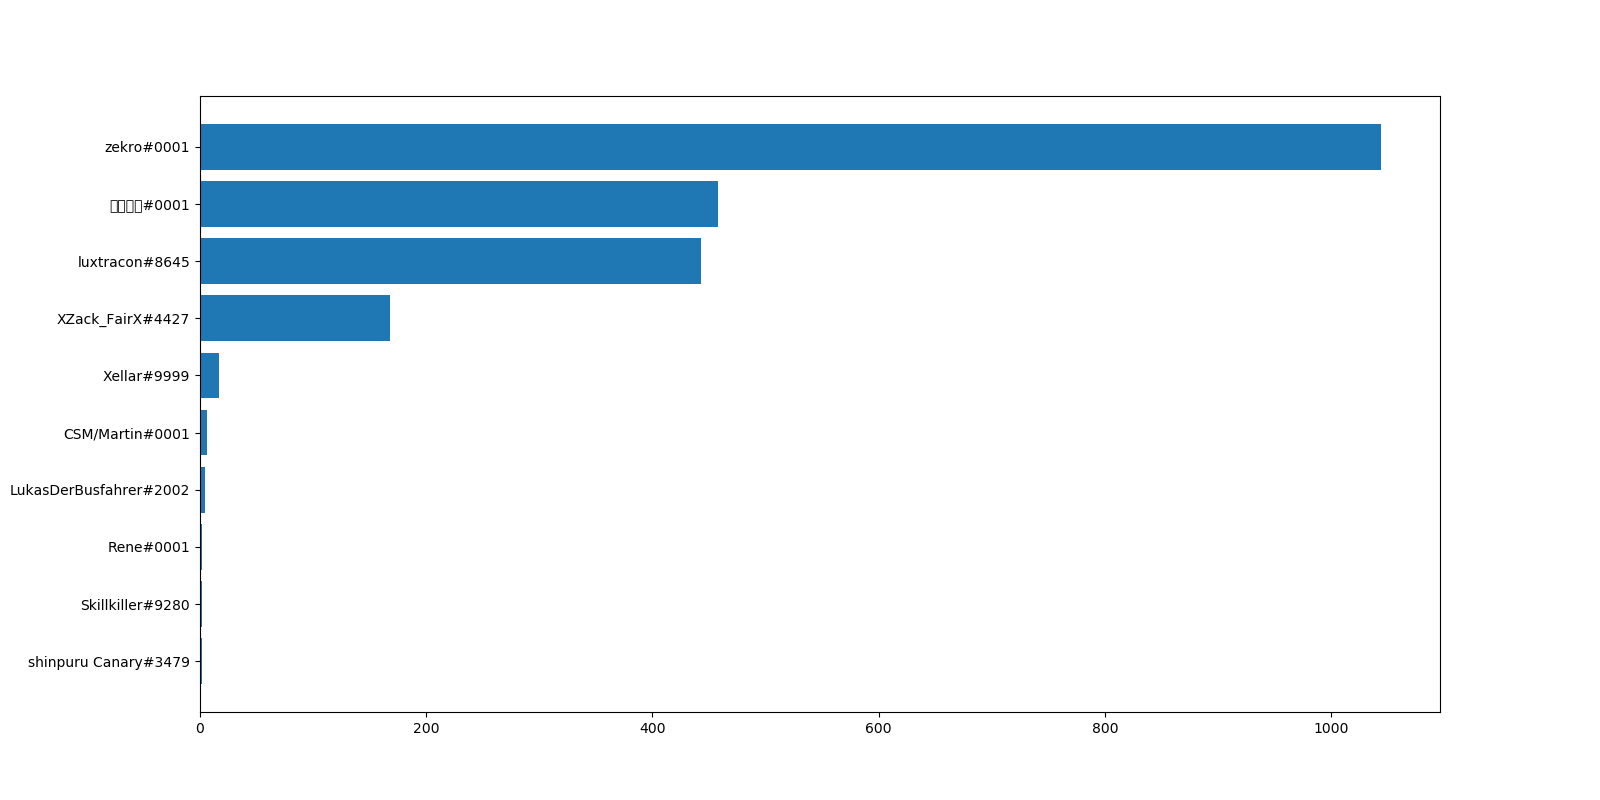 zekro#0001
#0001
luxtracon#8645
XZack_FairX#4427
Xellar#9999
CSM/Martin#0001
LukasDerBusfahrer#2002
Rene#0001
Skillkiller#9280
shinpuru Canary#3479
0 200 400 600 800 1000